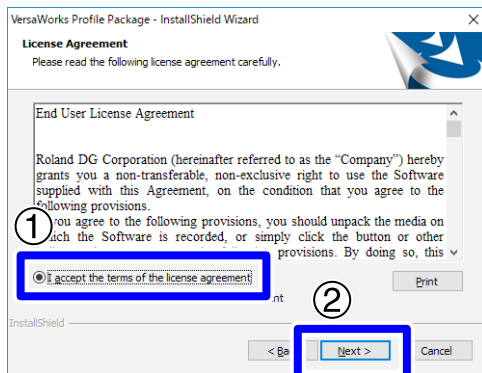 VersaWorks Profile Package - InstallShield Wizard
License Agreement
Please read the following license agreement carefully.
End User License Agreement
Roland DG Corporation (hereinafter referred to as the “Company”) hereby
grants you a non-transferable, non-exclusive right to use the Software
supplied with this Agreement, on the condition that you agree to the
following provisions.
you agree to the following provisions, you should unpack the media on
which the Software is recorded, or simply click the button or other
provisions. By doing so, this
①
I accept the terms of the license agreement
Print
②
InstallShield
Next >
Cancel